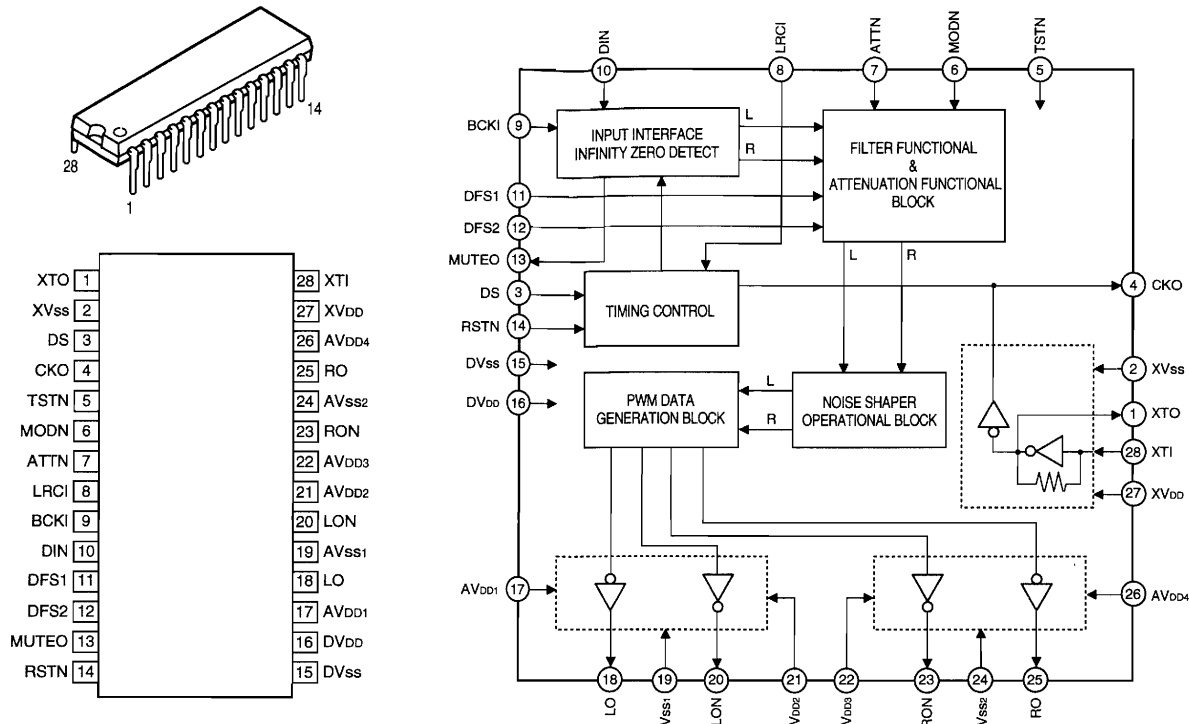 14
28
1
XTO 1
XVss 2
DS 3
CKO 4
TSTN 5
MODN 6
ATTN 7
LRCI 8
BCKI 9
DIN 10
DFS1 11
DFS2 12
MUTEO 13
RSTN 14
28 XTI
27 XVDD
26 AVDD4
25 RO
24 AVss2
23 RON
22 AVDD3
21 AVDD2
20 LON
19 AVss1
18 LO
17 AVDD1
16 DVDD
15 DVss
DIN
LRCI
ATTN
MODN
TSTN
10
8
7
6
5
BCKI 9
INPUT INTERFACE
INFINITY ZERO DETECT
L
R
FILTER FUNCTIONAL
&
ATTENUATION FUNCTIONAL
BLOCK
DFS1 11
DFS2 12
MUTEO 13
L
R
DS 3
RSTN 14
TIMING CONTROL
4 CKO
DVss 15
DVDD 16
PWM DATA
GENERATION BLOCK
L
R
NOISE SHAPER
OPERATIONAL BLOCK
2 XVss
1 XTO
28 XTI
27 XVDD
AVDD1 17
26 AVDD4
18
19
20
21
22
23
24
25
LO
Vss1
LON
VDD2
VDD3
RON
Vss2
RO